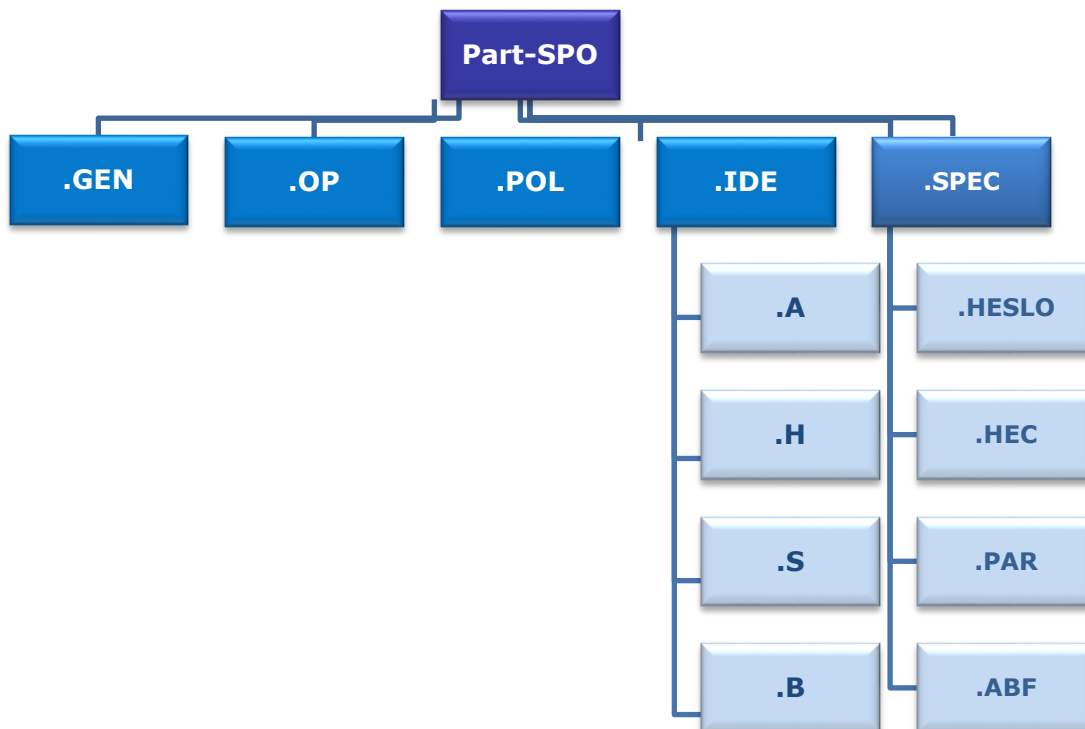 Part-SPO
.GEN
.OP
.POL
.IDE
.SPEC
.A
.HESLO
.H
.HEC
.S
.PAR
.B
.ABF